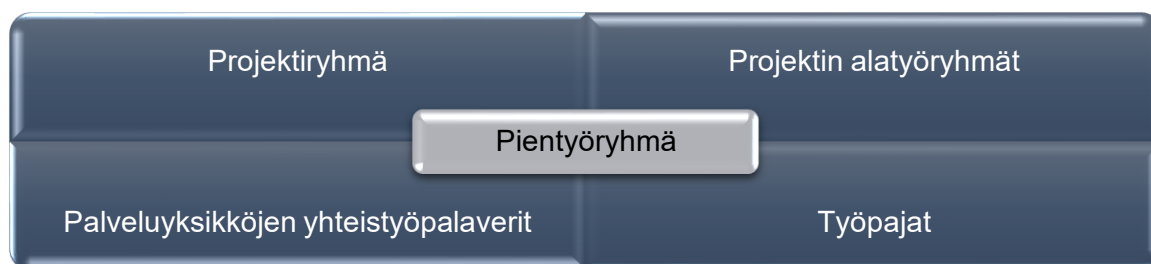 Projektiryhmä
Projektin alatyöryhmät
Pientyöryhmä
Palveluyksikköjen yhteistyöpalaverit
Työpajat